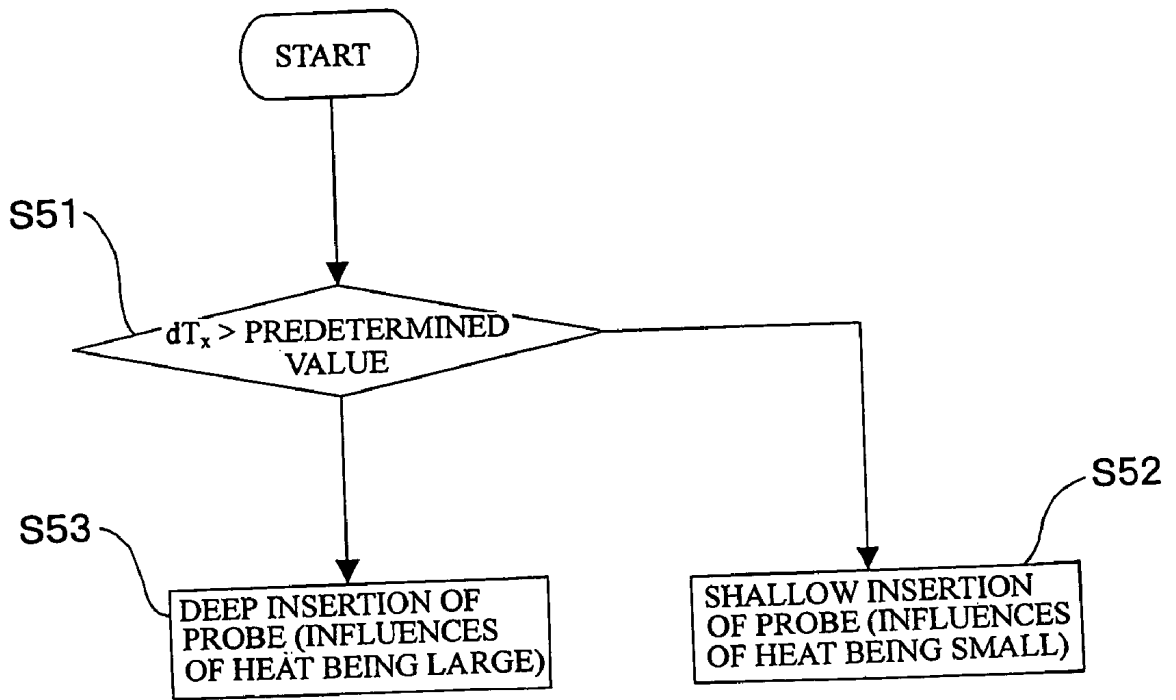 START
S51
dTx > PREDETERMINED
VALUE
S52
S53
DEEP INSERTION OF
PROBE (INFLUENCES
OF HEAT BEING LARGE)
SHALLOW INSERTION
OF PROBE (INFLUENCES
OF HEAT BEING SMALL)